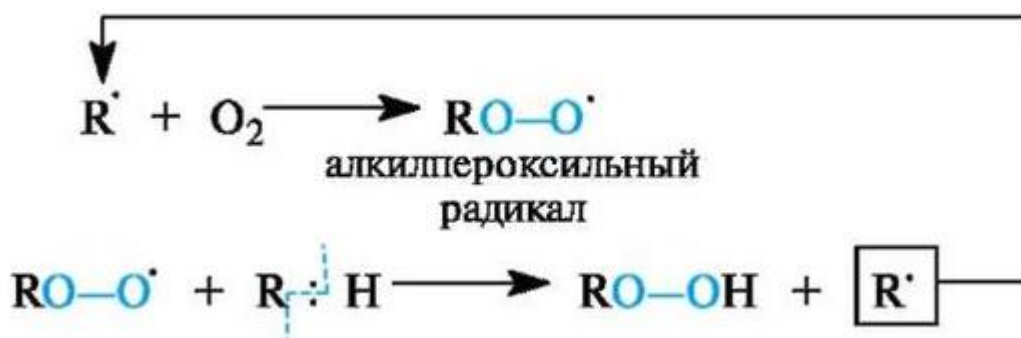 R˙ + O₂ → RO–O˙
алкилпероксильный
радикал
RO–O˙ + R : H → RO–OH + R˙